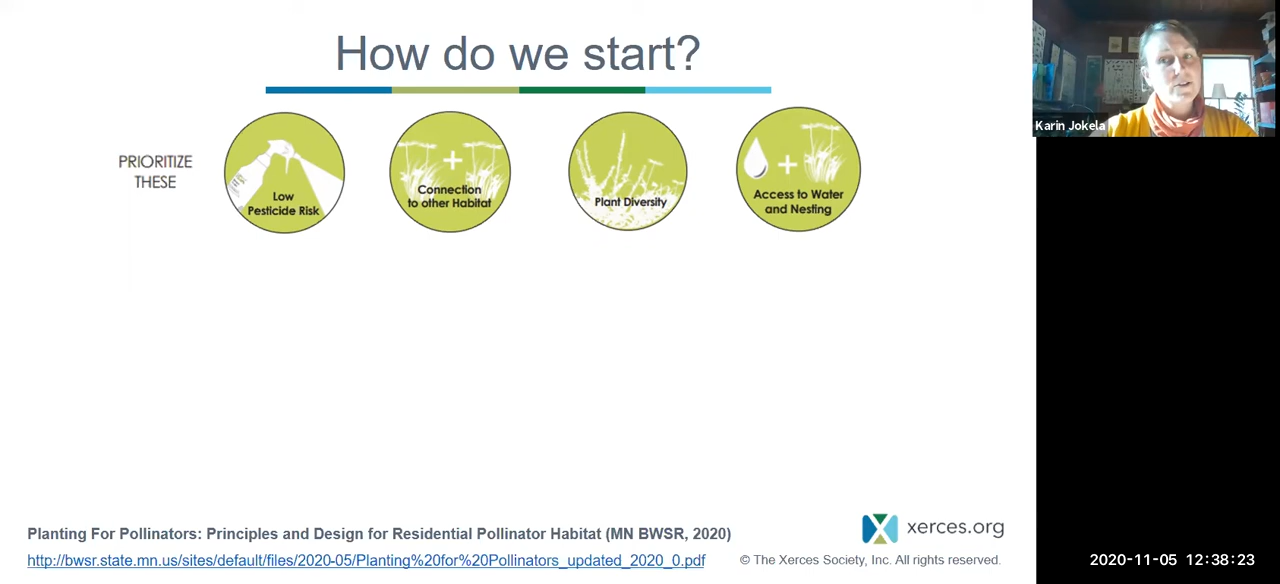 How do we start?
Karin Jokela
PRIORITIZE
THESE
Low
Pesticide Risk
Connection
to other Habitat
Plant Diversity
Access to Water
and Nesting
Planting For Pollinators: Principles and Design for Residential Pollinator Habitat (MN BWSR, 2020)
http://bwsr.state.mn.us/sites/default/files/2020-05/Planting%20for%20Pollinators_updated_2020_0.pdf
xerces.org
© The Xerces Society, Inc. All rights reserved.
2020-11-05 12:38:23